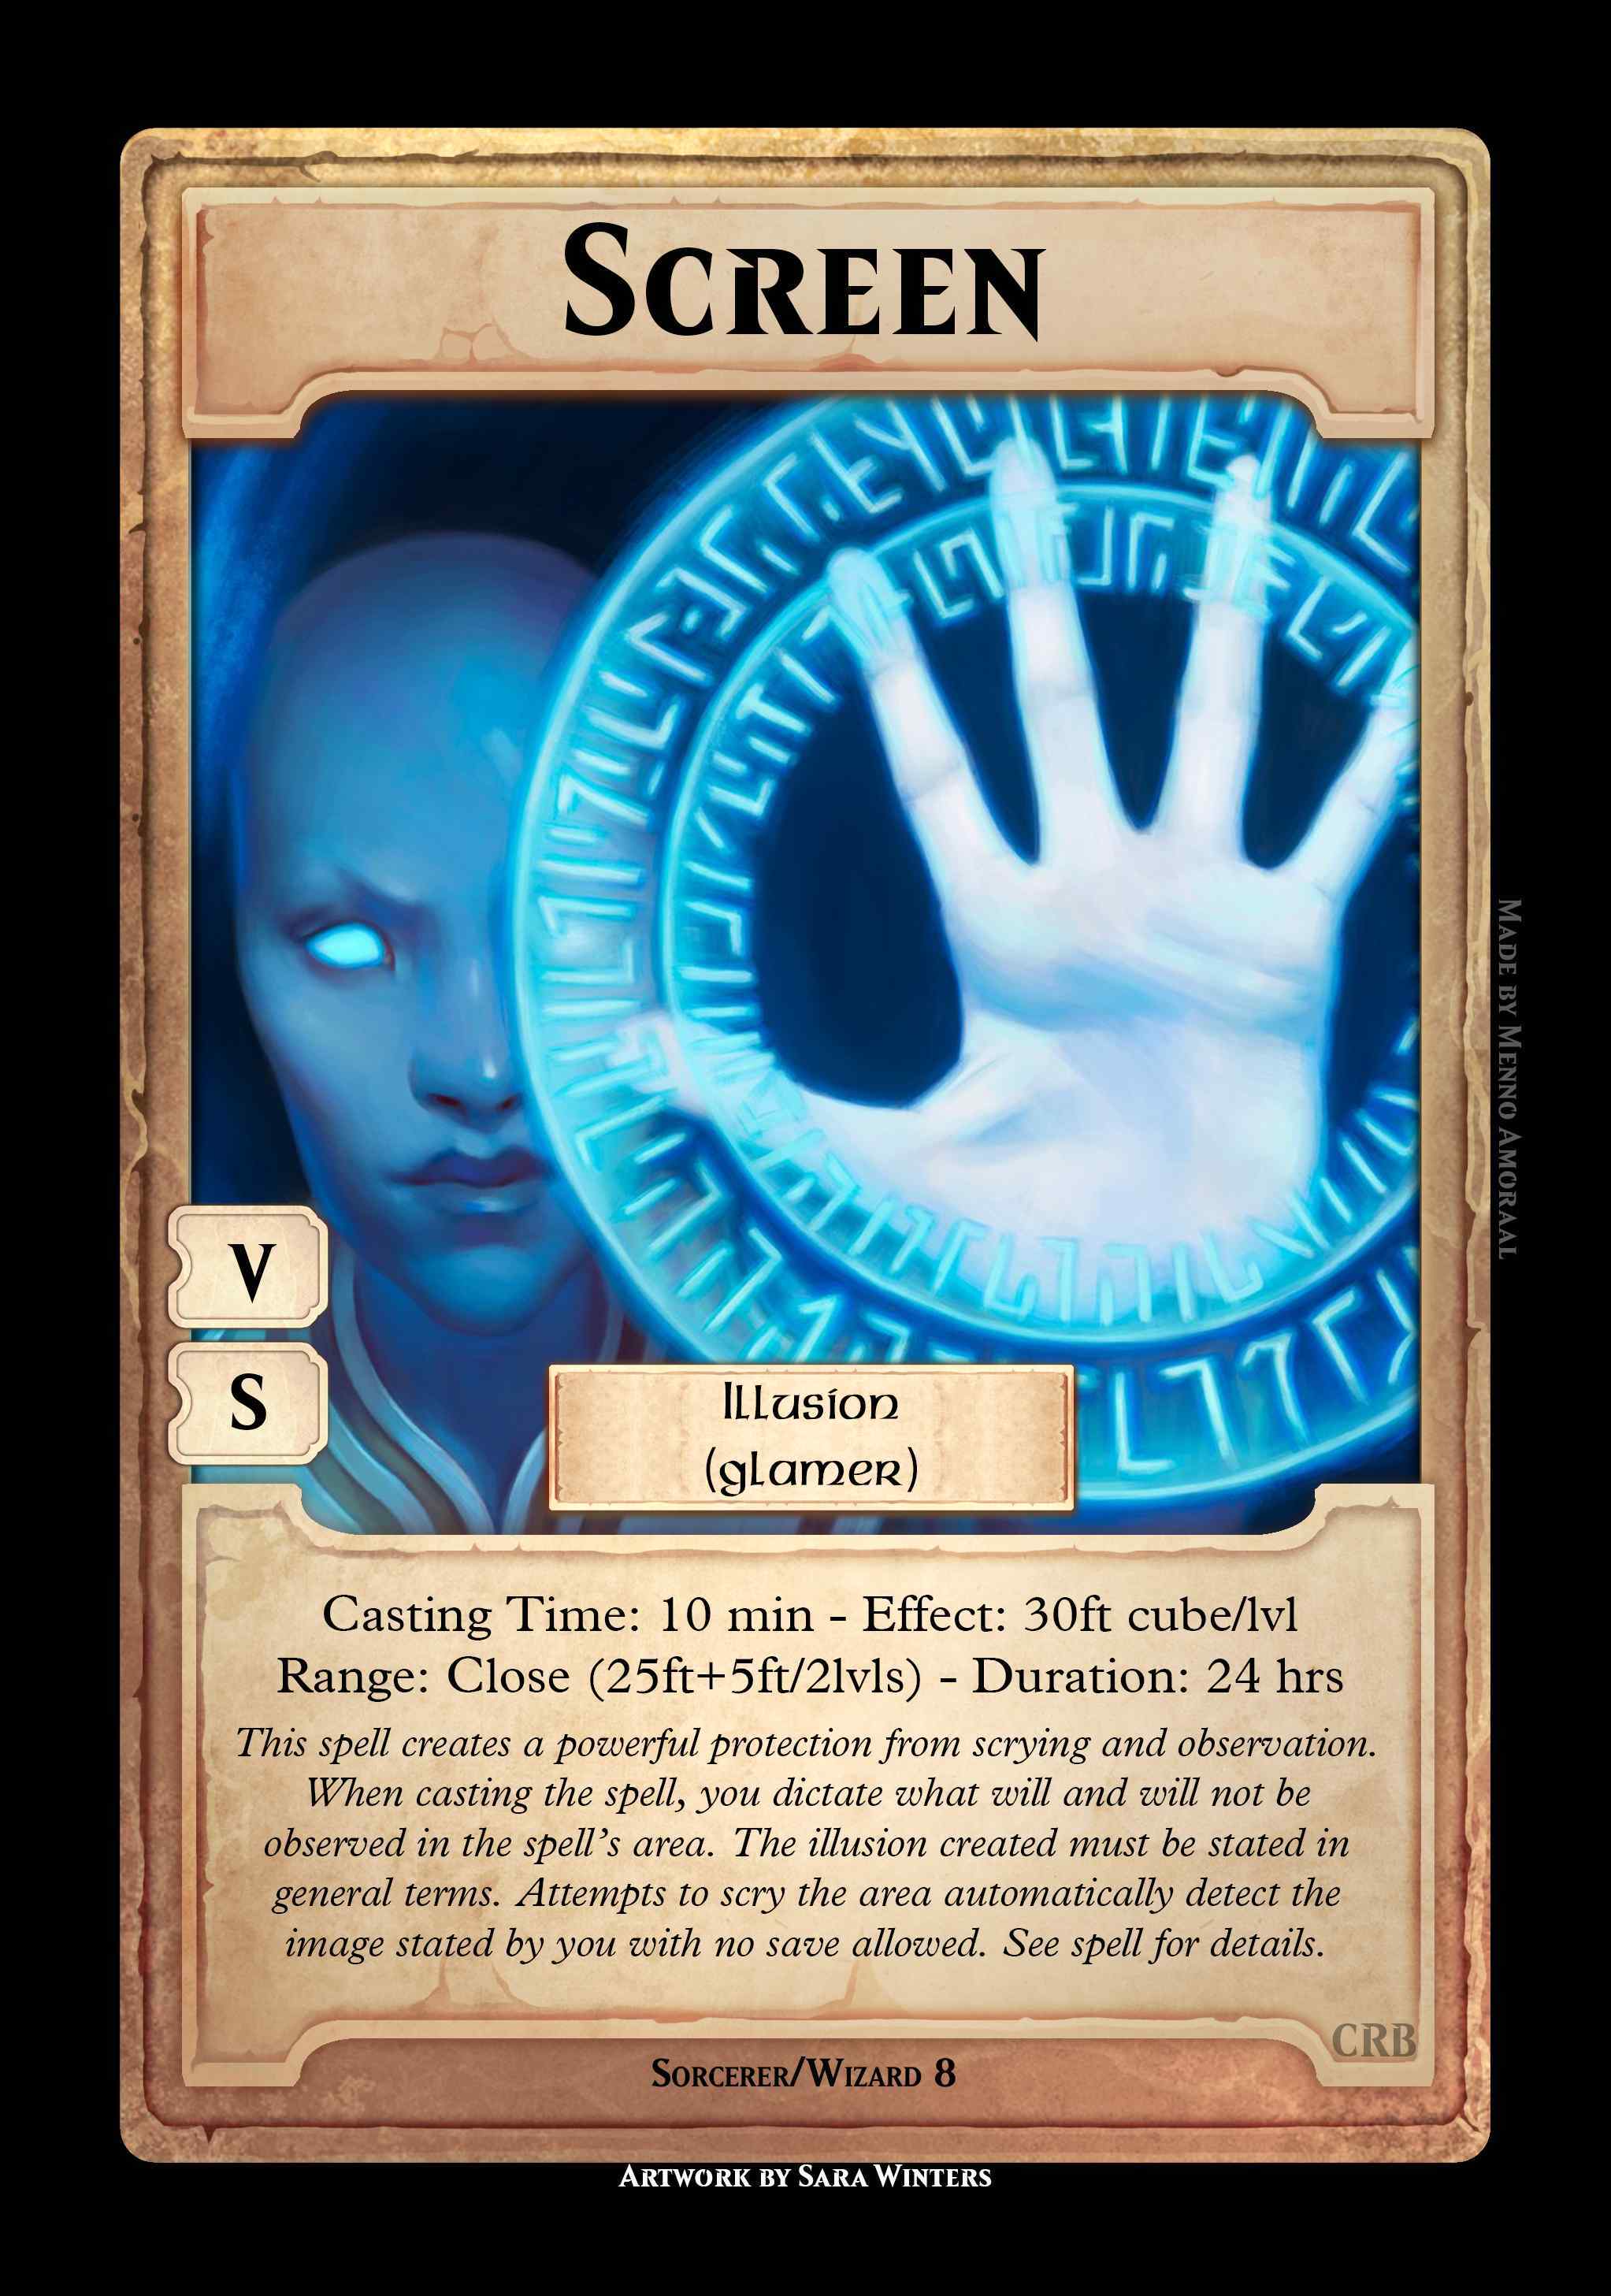 Screen
V
S
Illusion
(glamer)
Casting Time: 10 min - Effect: 30ft cube/lvl
Range: Close (25ft+5ft/2lvls) - Duration: 24 hrs
This spell creates a powerful protection from scrying and observation.
When casting the spell, you dictate what will and will not be
observed in the spell’s area. The illusion created must be stated in
general terms. Attempts to scry the area automatically detect the
image stated by you with no save allowed. See spell for details.
CRB
Sorcerer/Wizard 8
Artwork by Sara Winters
Made by Menno Amoraal